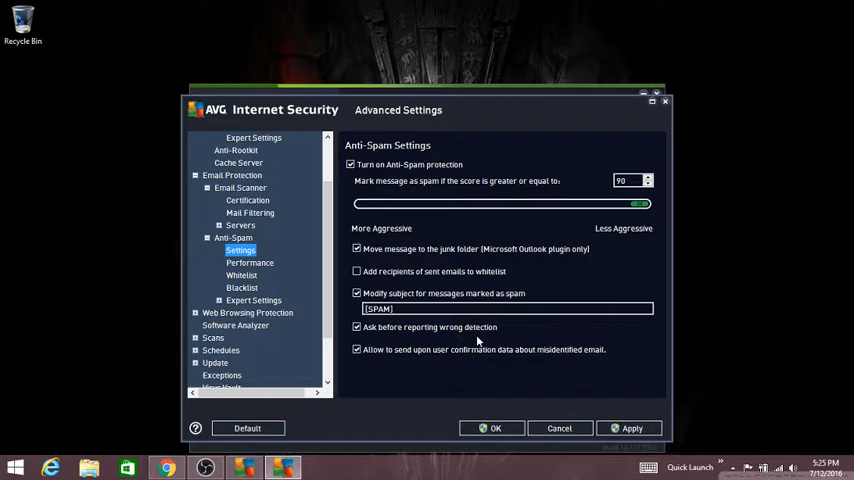 Recycle Bin
AVG Internet Security Advanced Settings
Expert Settings
Anti-Rootkit
Cache Server
Email Protection
Email Scanner
Certification
Mail Filtering
Servers
Anti-Spam
Settings
Performance
Whitelist
Blacklist
Expert Settings
Web Browsing Protection
Software Analyzer
Scans
Schedules
Update
Exceptions
Virus Vault
Anti-Spam Settings
Turn on Anti-Spam protection
Mark message as spam if the score is greater or equal to: 90
More Aggressive Less Aggressive
Move message to the junk folder (Microsoft Outlook plugin only)
Add recipients of sent emails to whitelist
Modify subject for messages marked as spam
[SPAM]
Ask before reporting wrong detection
Allow to send upon user confirmation data about misidentified email.
? Default OK Cancel Apply
Quick Launch »
5:25 PM
7/12/2016